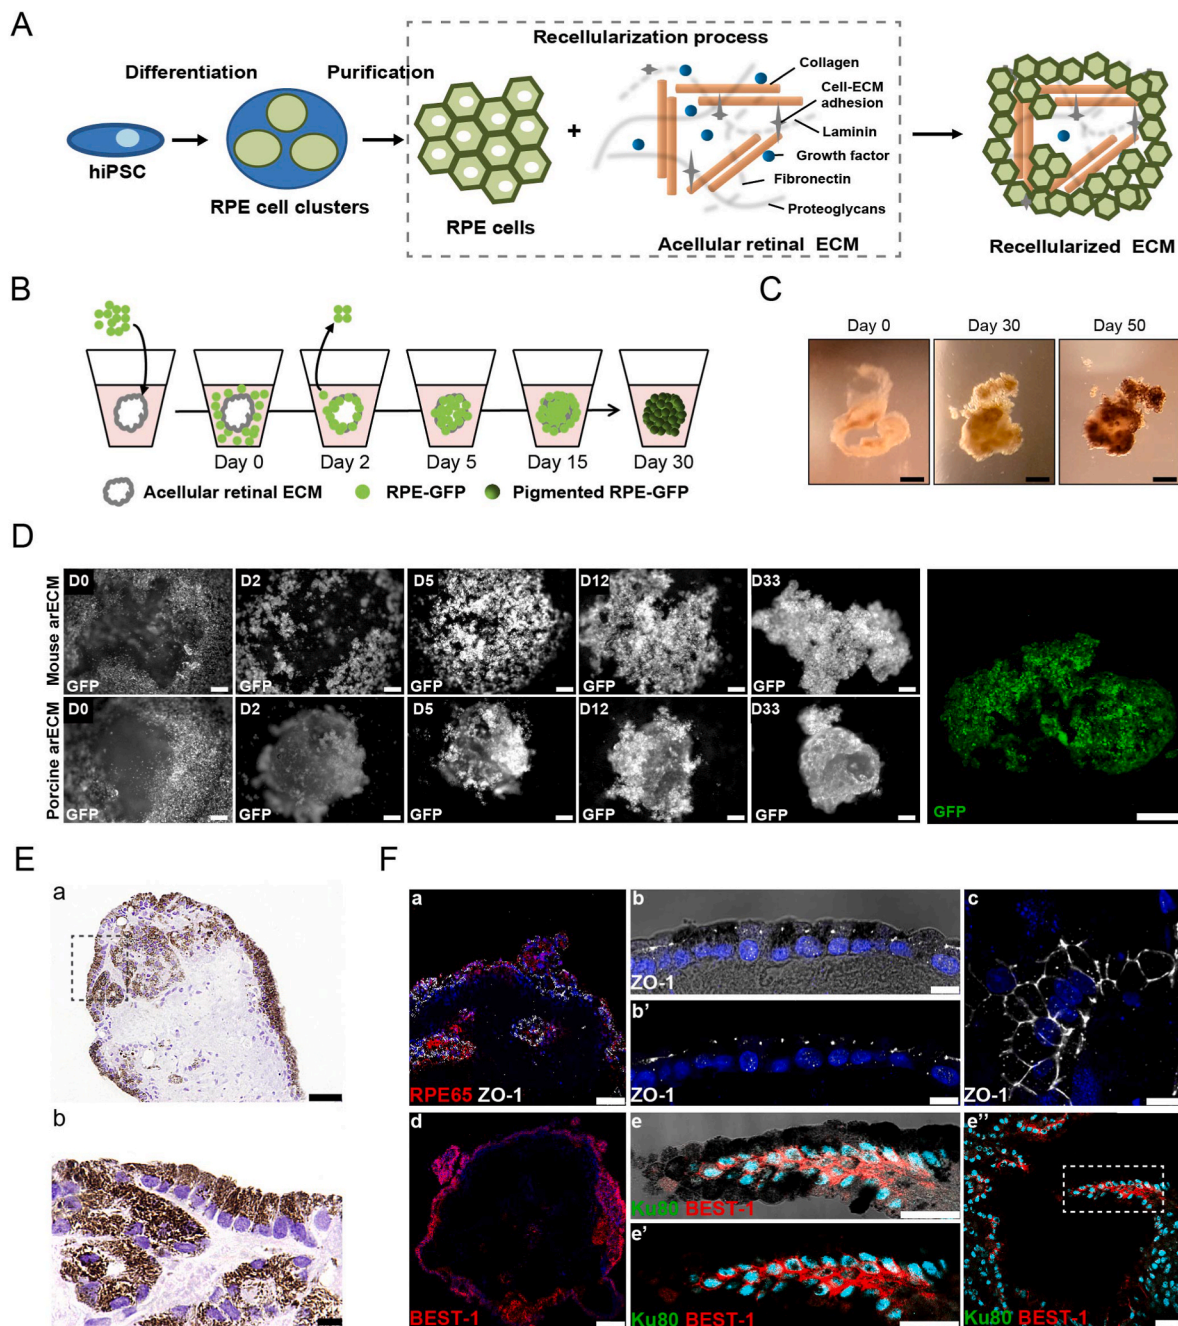 A
Differentiation
Purification
hiPSC
RPE cell clusters
Recellularization process
RPE cells
+
Collagen
Cell-ECM
adhesion
Laminin
Growth factor
Fibronectin
Proteoglycans
Acellular retinal ECM
Recellularized ECM
B
Day 0
Day 2
Day 5
Day 15
Day 30
Acellular retinal ECM
RPE-GFP
Pigmented RPE-GFP
C
Day 0
Day 30
Day 50
D
Mouse arECM
D0
GFP
D2
GFP
D5
GFP
D12
GFP
D33
GFP
Porcine arECM
D0
GFP
D2
GFP
D5
GFP
D12
GFP
D33
GFP
GFP
E
a
b
F
a
RPE65 ZO-1
b
ZO-1
b'
ZO-1
c
ZO-1
d
BEST-1
e
Ku80 BEST-1
e'
Ku80 BEST-1
e''
Ku80 BEST-1